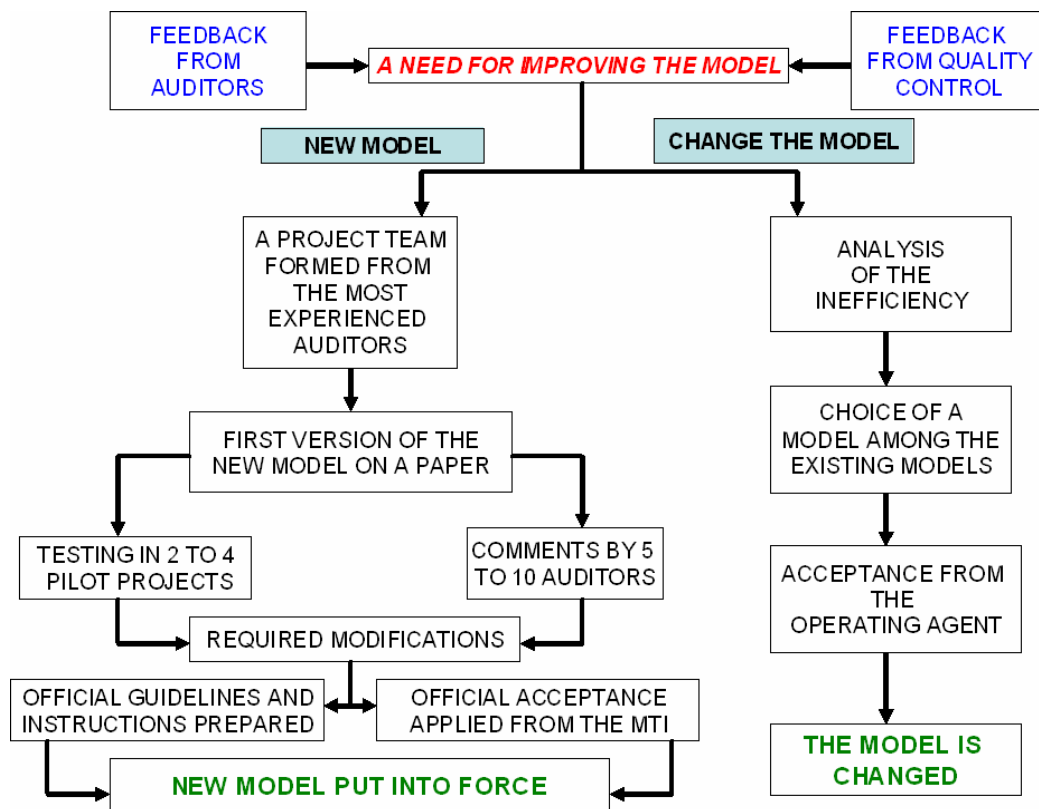 FEEDBACK
FROM
AUDITORS
A NEED FOR IMPROVING THE MODEL
FEEDBACK
FROM QUALITY
CONTROL
NEW MODEL
CHANGE THE MODEL
A PROJECT TEAM
FORMED FROM
THE MOST
EXPERIENCED
AUDITORS
ANALYSIS
OF THE
INEFFICIENCY
FIRST VERSION OF THE
NEW MODEL ON A PAPER
CHOICE OF A
MODEL AMONG THE
EXISTING MODELS
TESTING IN 2 TO 4
PILOT PROJECTS
COMMENTS BY 5
TO 10 AUDITORS
ACCEPTANCE FROM
THE
OPERATING AGENT
REQUIRED MODIFICATIONS
OFFICIAL GUIDELINES AND
INSTRUCTIONS PREPARED
OFFICIAL ACCEPTANCE
APPLIED FROM THE MTI
THE MODEL IS
CHANGED
NEW MODEL PUT INTO FORCE